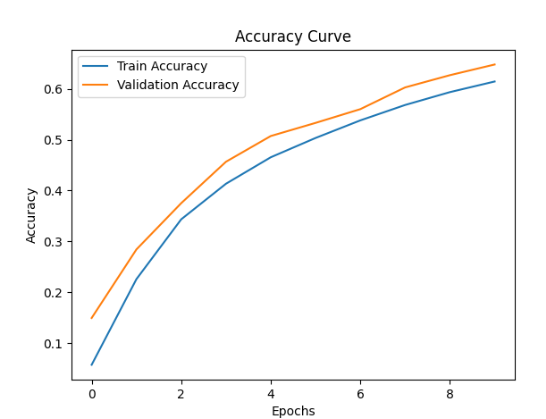 Accuracy Curve
Train Accuracy
Validation Accuracy
0.6
0.5
0.4
0.3
0.2
0.1
Accuracy
0 2 4 6 8
Epochs